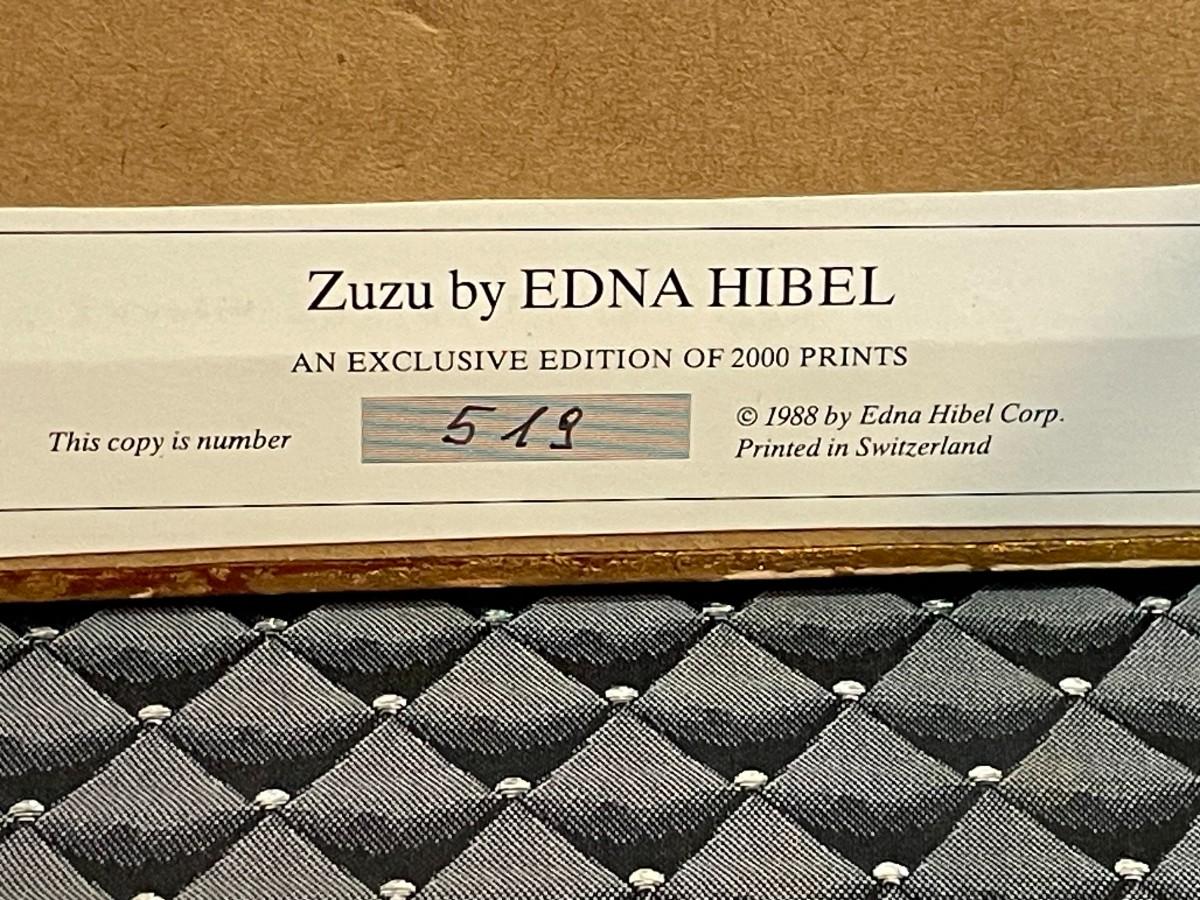 Zuzu by EDNA HIBEL
AN EXCLUSIVE EDITION OF 2000 PRINTS
This copy is number 519
© 1988 by Edna Hibel Corp.
Printed in Switzerland